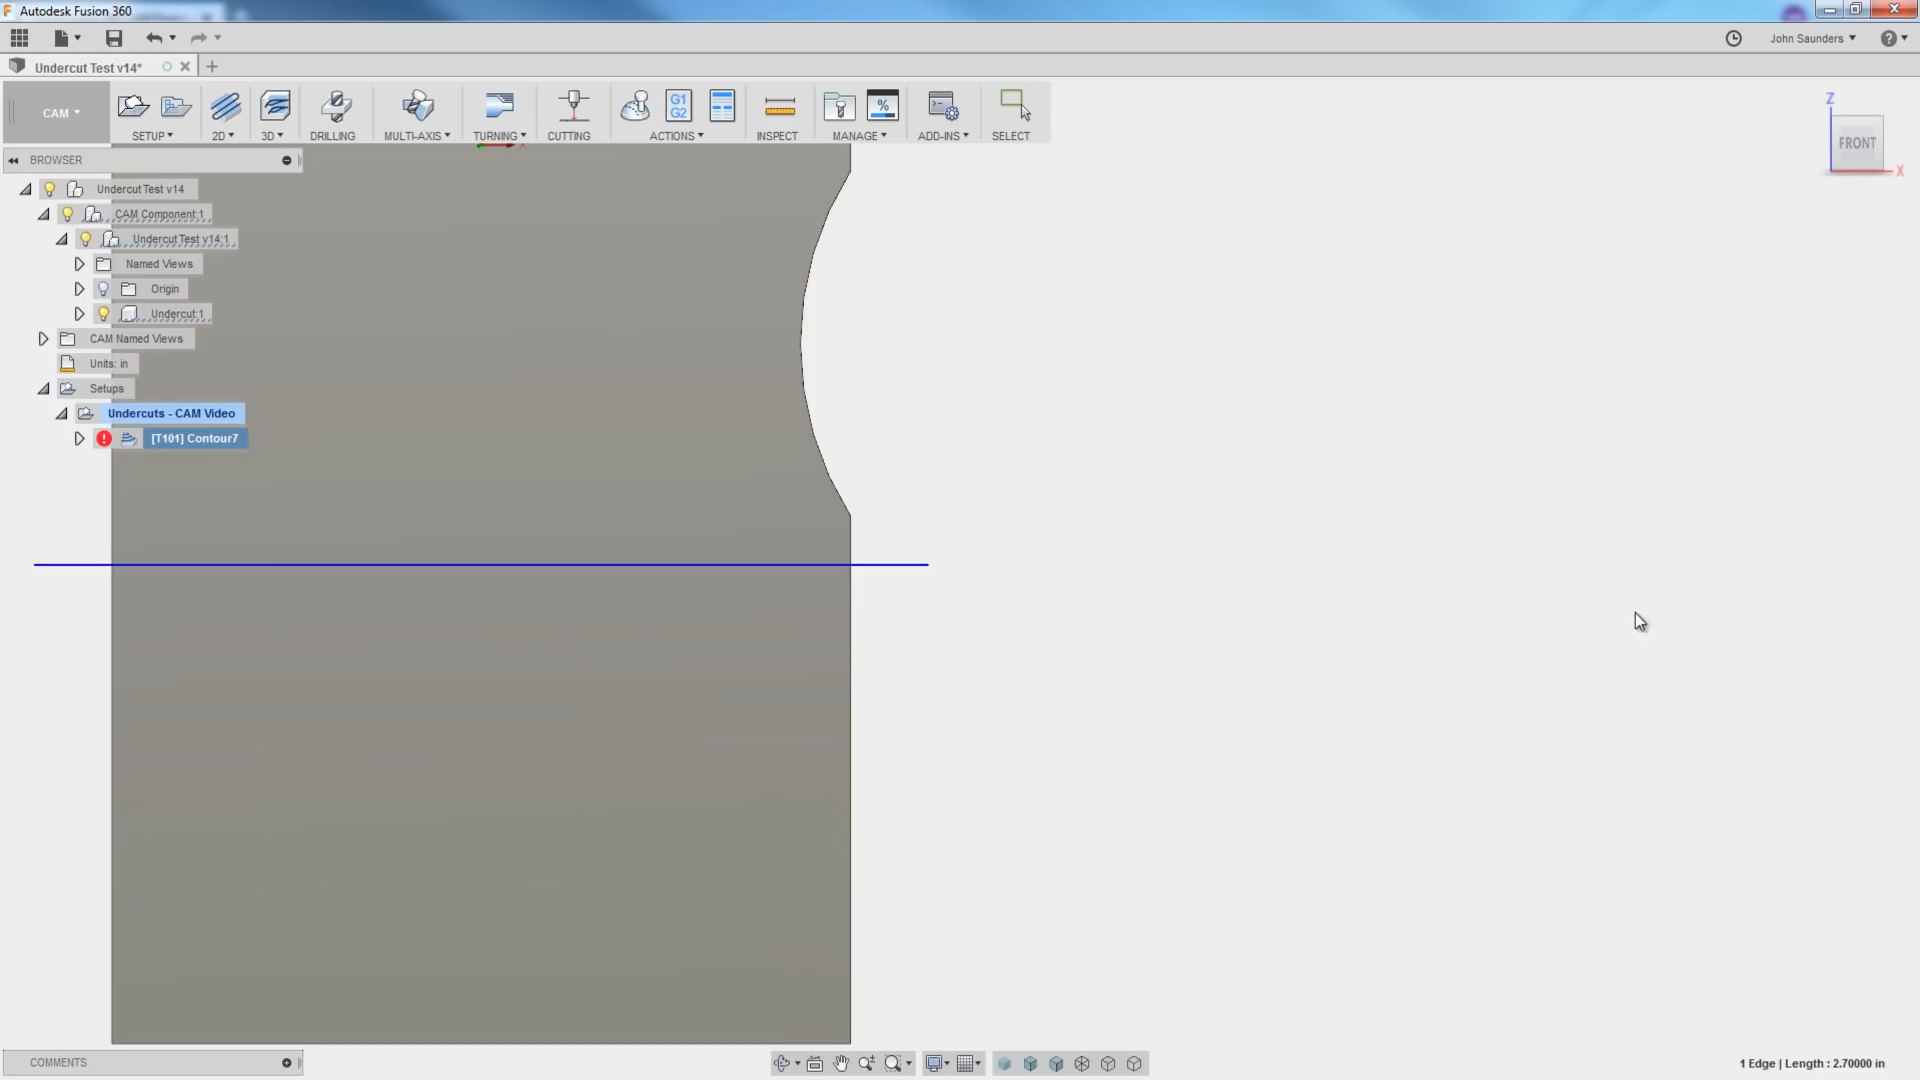 Autodesk Fusion 360
John Saunders
Undercut Test v14*
CAM
G1
G2
%
SETUP
2D
3D
DRILLING
MULTI-AXIS
TURNING
CUTTING
ACTIONS
INSPECT
MANAGE
ADD-INS
SELECT
Z
FRONT
X
BROWSER
Undercut Test v14
CAM Component:1
Undercut Test v14:1
Named Views
Origin
Undercut:1
CAM Named Views
Units: in
Setups
Undercuts - CAM Video
[T101] Contour7
COMMENTS
1 Edge | Length : 2.70000 in